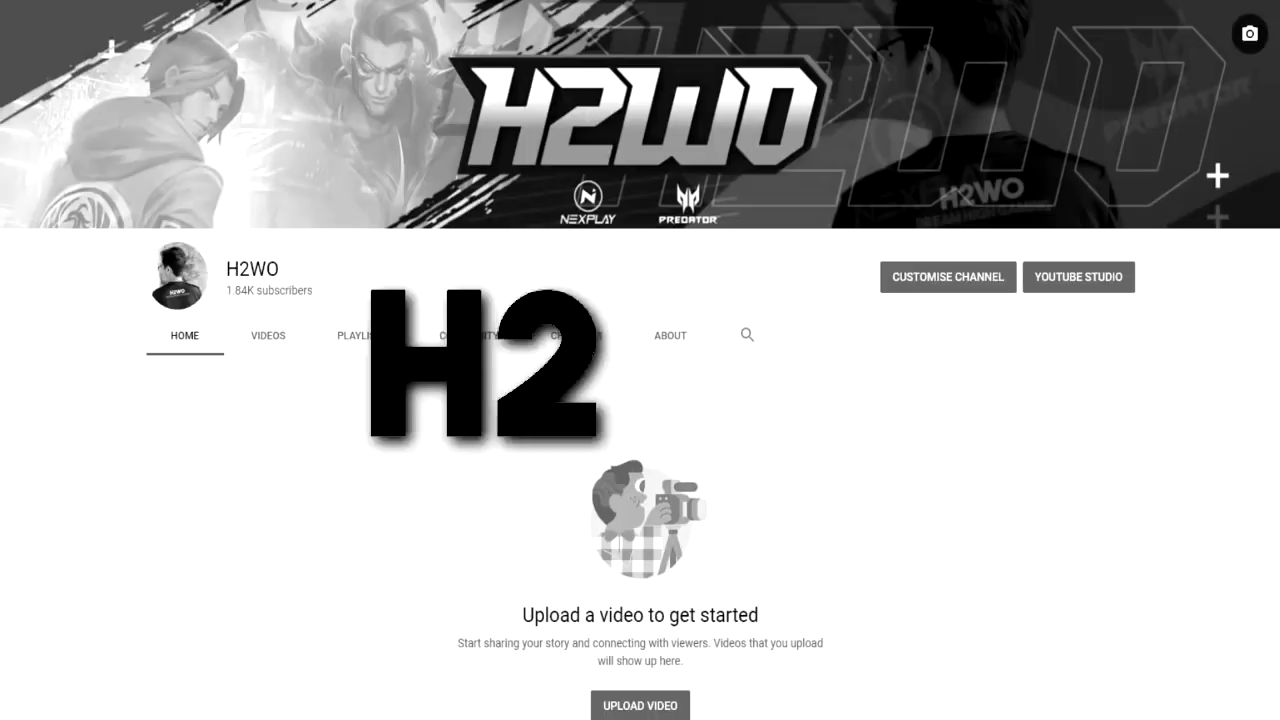 H2WO
NEXPLAY
PREDATOR
H2WO
PREDATOR
H2WO
1.84K subscribers
CUSTOMISE CHANNEL
YOUTUBE STUDIO
HOME
VIDEOS
ABOUT
H2
Upload a video to get started
Start sharing your story and connecting with viewers. Videos that you upload
will show up here.
UPLOAD VIDEO